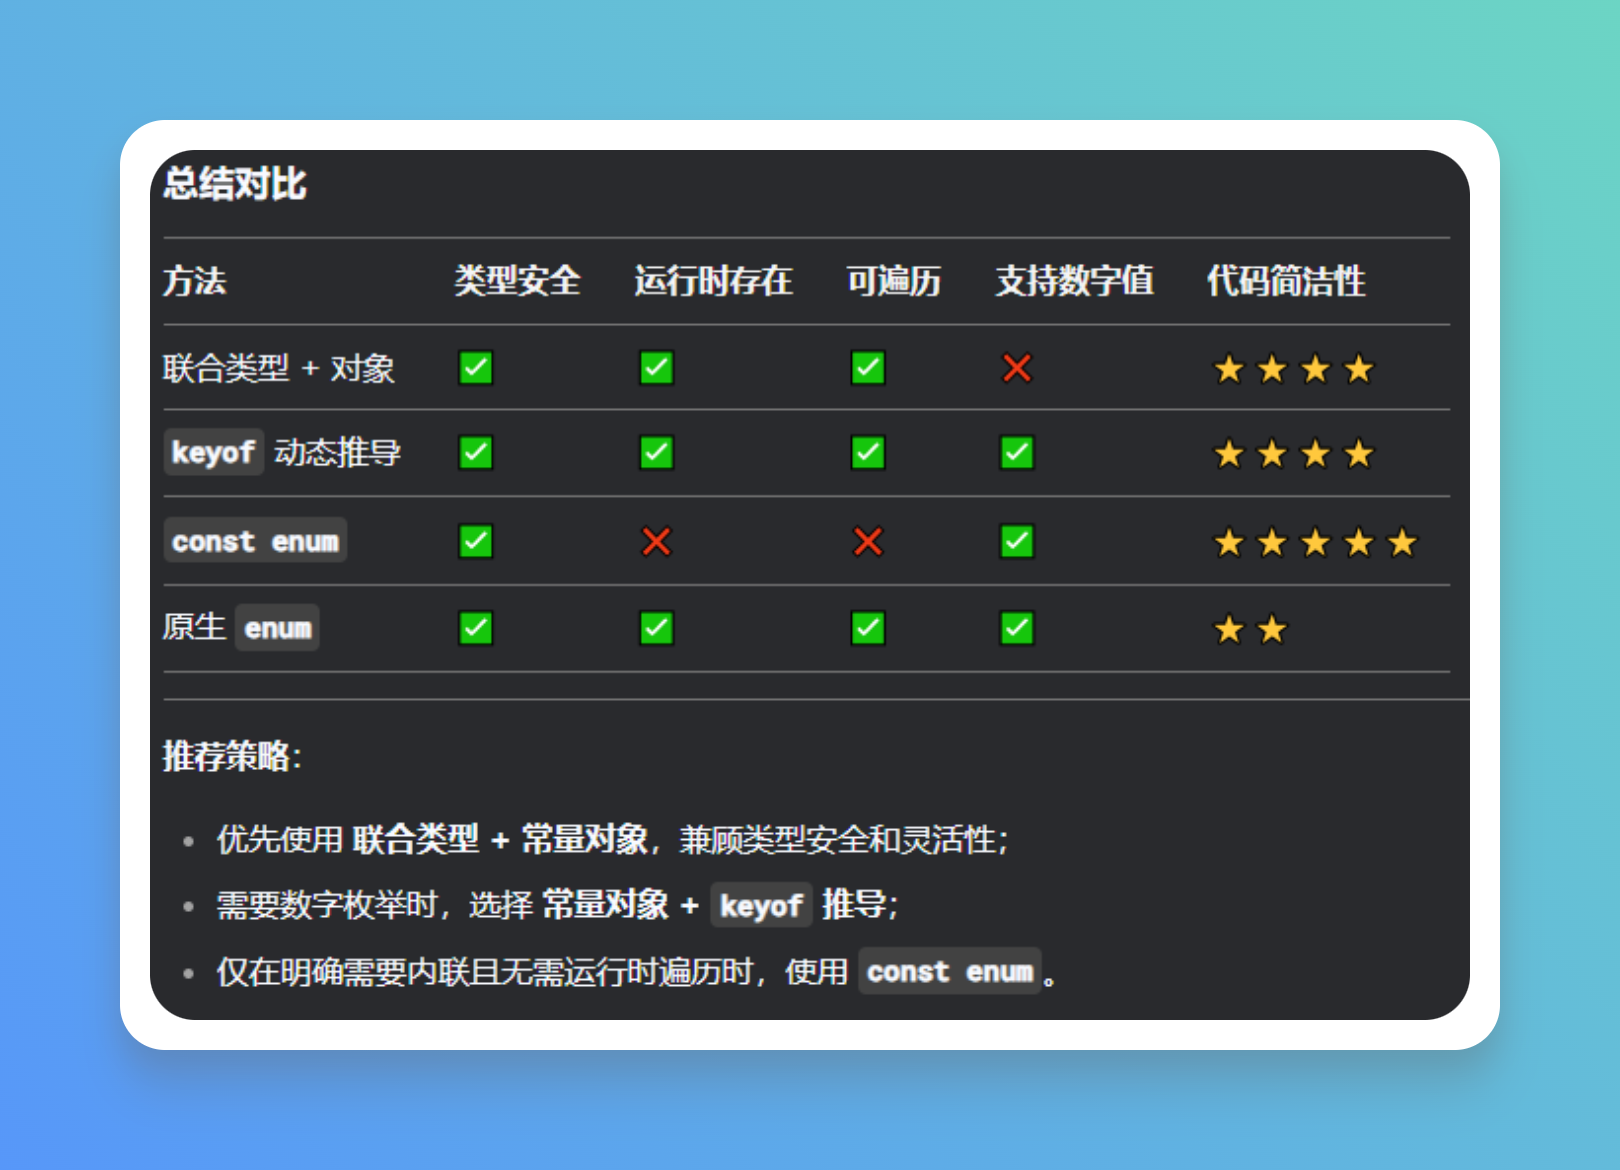 总结对比
方法 类型安全 运行时存在 可遍历 支持数字值 代码简洁性
联合类型 + 对象 ✅ ✅ ✅ ❌ ⭐⭐⭐⭐
keyof 动态推导 ✅ ✅ ✅ ✅ ⭐⭐⭐⭐
const enum ✅ ❌ ❌ ✅ ⭐⭐⭐⭐⭐
原生 enum ✅ ✅ ✅ ✅ ⭐⭐
推荐策略：
• 优先使用 联合类型 + 常量对象，兼顾类型安全和灵活性；
• 需要数字枚举时，选择 常量对象 + keyof 推导；
• 仅在明确需要内联且无需运行时遍历时，使用 const enum。